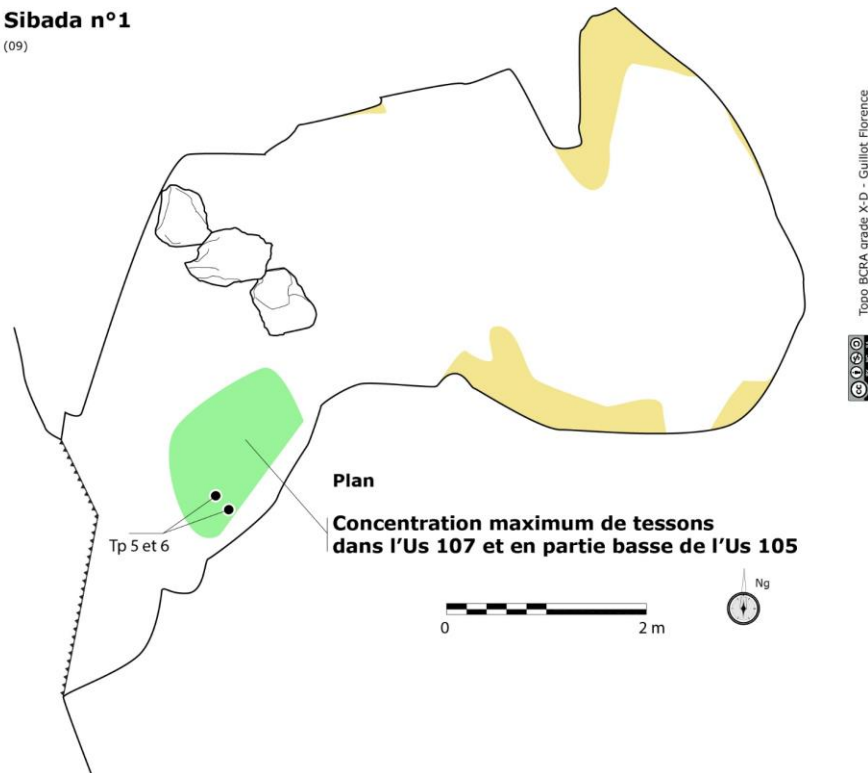 Sibada n°1
(09)
Topo BCRA grade X-D - Guillot Florence
cc
Plan
Concentration maximum de tessons
dans l'Us 107 et en partie basse de l'Us 105
Tp 5 et 6
Ng
0 2 m